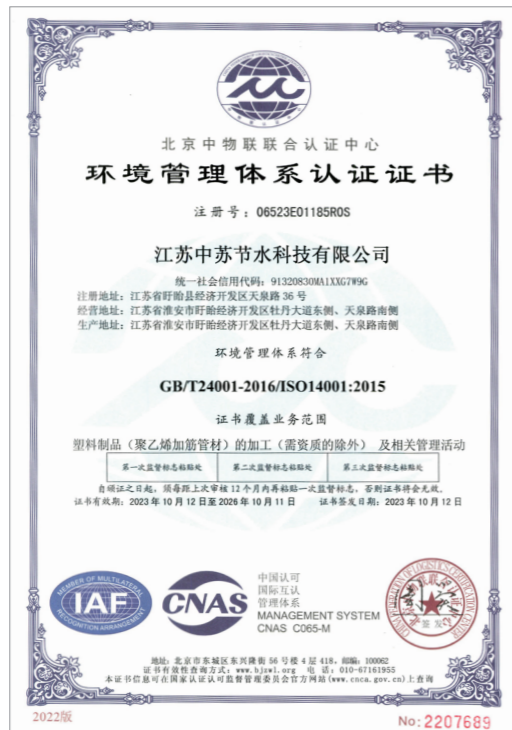 北京中物联联合认证中心
环境管理体系认证证书
注册号：06523E01185R0S
江苏中苏节水科技有限公司
统一社会信用代码：91320830MA1XXG7W9G
注册地址：江苏省盱眙县经济开发区天泉路36号
经营地址：江苏省淮安市盱眙经济开发区牡丹大道东侧、天泉路南侧
生产地址：江苏省淮安市盱眙经济开发区牡丹大道东侧、天泉路南侧
环境管理体系符合
GB/T24001-2016/ISO14001:2015
证书覆盖业务范围
塑料制品（聚乙烯加筋管材）的加工（需资质的除外） 及相关管理活动
第一次监督标志粘贴处 第二次监督标志粘贴处 第三次监督标志粘贴处
自颁证之日起，须每距上次审核12个月内再粘贴一次监督标志，否则证书将会无效。
证书有效期：2023年10月12日至2026年10月11日 证书签发日期：2023年10月12日
MEMBER OF MULTILATERAL
IAF
RECOGNITION ARRANGEMENT
CNAS
中国认可
国际互认
管理体系
MANAGEMENT SYSTEM
CNAS C065-M
签发
地址：北京市东城区东兴隆街56号楼4层418，邮编：100062
证书有效性查询方式：www.bjzwl.org 电话：010-67161955
本证书信息可在国家认证认可监督管理委员会官方网站(www.cnca.gov.cn)上查询
2022版
No:2207689